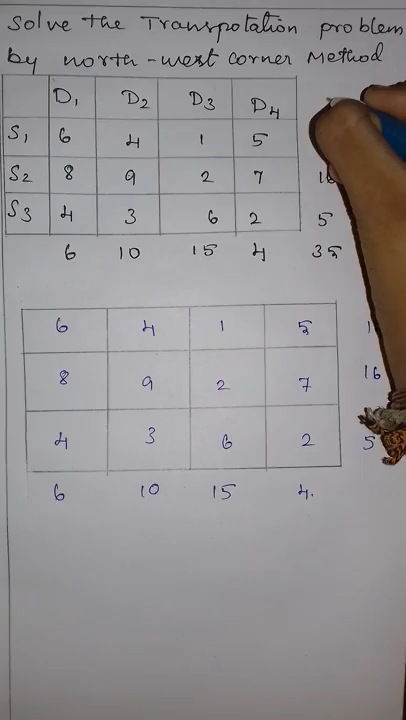 Solve the Transpotation problem
by north-west corner Method
D1 D2 D3 D4
S1 6 4 1 5
S2 8 9 2 7
S3 4 3 6 2 5
6 10 15 4 35
6 4 1 5
8 9 2 7 16
4 3 6 2 5
6 10 15 4.